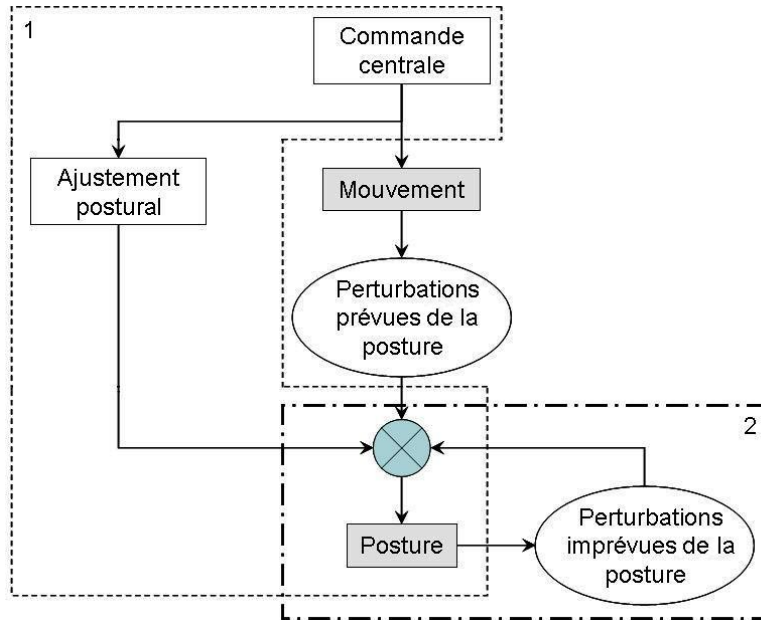 1
Commande
centrale
Ajustement
postural
Mouvement
Perturbations
prévues de la
posture
2
Posture
Perturbations
imprévues de la
posture